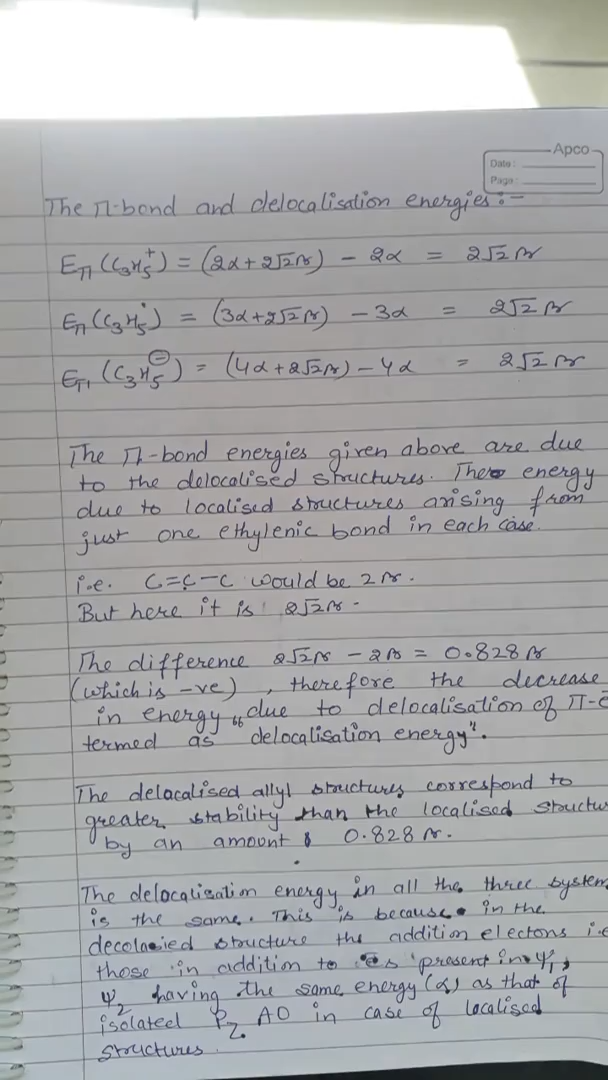 Apco
Date:
Page:
The π-bond and delocalisation energies:-
Eπ (C₃H₅⁺) = (2α+2√2β) - 2α = 2√2β
Eπ (C₃H₅•) = (3α+2√2β) - 3α = 2√2β
Eπ (C₃H₅⊖) = (4α+2√2β) - 4α = 2√2β
The π-bond energies given above are due
to the delocalised structures. The energy
due to localised structures arising from
just one ethylenic bond in each case.
i.e. C=C-C would be 2β.
But here it is 2√2β.
The difference 2√2β - 2β = 0.828β
(which is -ve), therefore the decrease
in energy "due to delocalisation of π-e
termed as delocalisation energy".
The delacalised allyl structures correspond to
greater stability than the localised structu
by an amount 0.828β.
The delocalisation energy in all the three system
is the same. This is because in the
decolasied structure the addition electons i.e
those in addition to present in ψ₁,
ψ₂ having the same energy (α) as that of
isolated Pz AO in case of localised
structures.